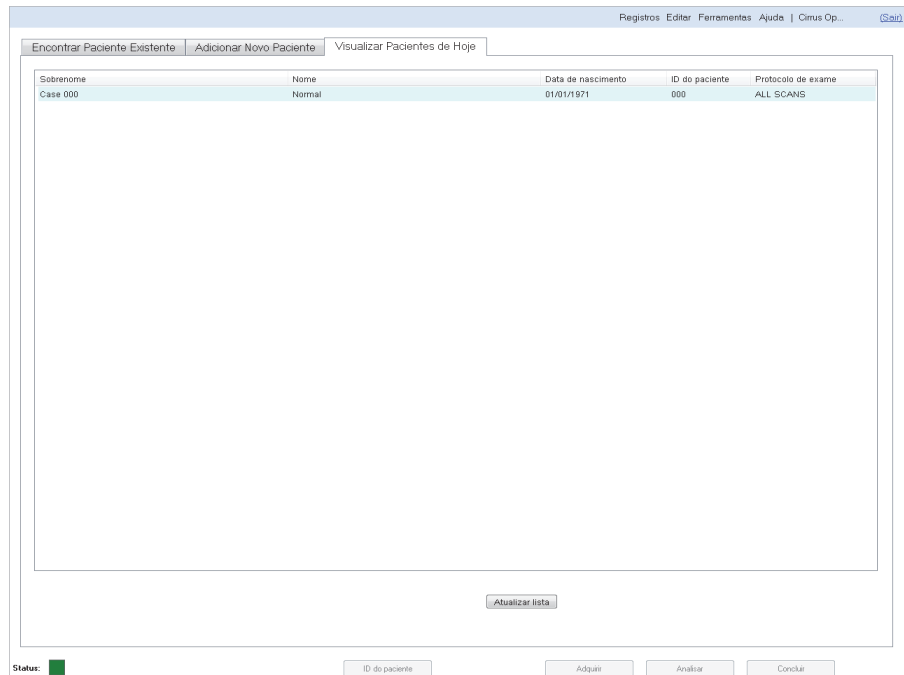 Registros Editar Ferramentas Ajuda | Cirrus Op... (Sair)
Encontrar Paciente Existente Adicionar Novo Paciente Visualizar Pacientes de Hoje
Sobrenome Nome Data de nascimento ID do paciente Protocolo de exame
Case 000 Normal 01/01/1971 000 ALL SCANS
Atualizar lista
Status: ID do paciente Adquirir Analisar Concluir